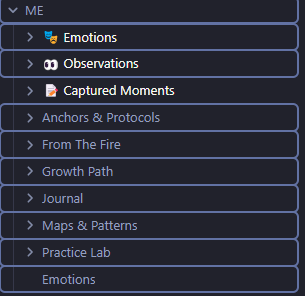 ME
🎭 Emotions
👀 Observations
📝 Captured Moments
Anchors & Protocols
From The Fire
Growth Path
Journal
Maps & Patterns
Practice Lab
Emotions